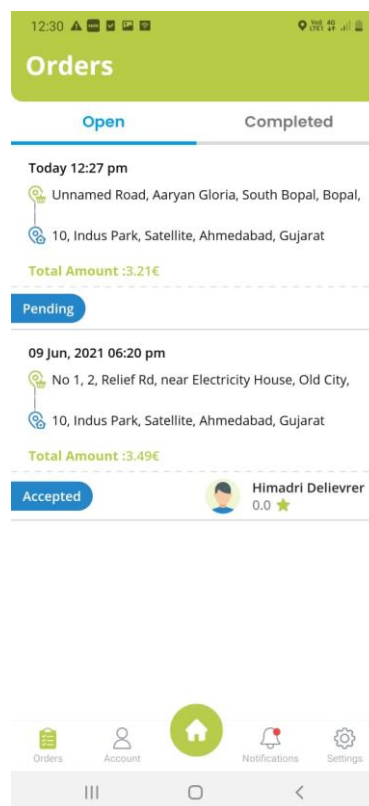 12:30
Orders
Open
Completed
Today 12:27 pm
Unnamed Road, Aaryan Gloria, South Bopal, Bopal,
10, Indus Park, Satellite, Ahmedabad, Gujarat
Total Amount :3.21€
Pending
09 Jun, 2021 06:20 pm
No 1, 2, Relief Rd, near Electricity House, Old City,
10, Indus Park, Satellite, Ahmedabad, Gujarat
Total Amount :3.49€
Accepted
Himadri Delievrer
0.0
Orders
Account
Notifications
Settings